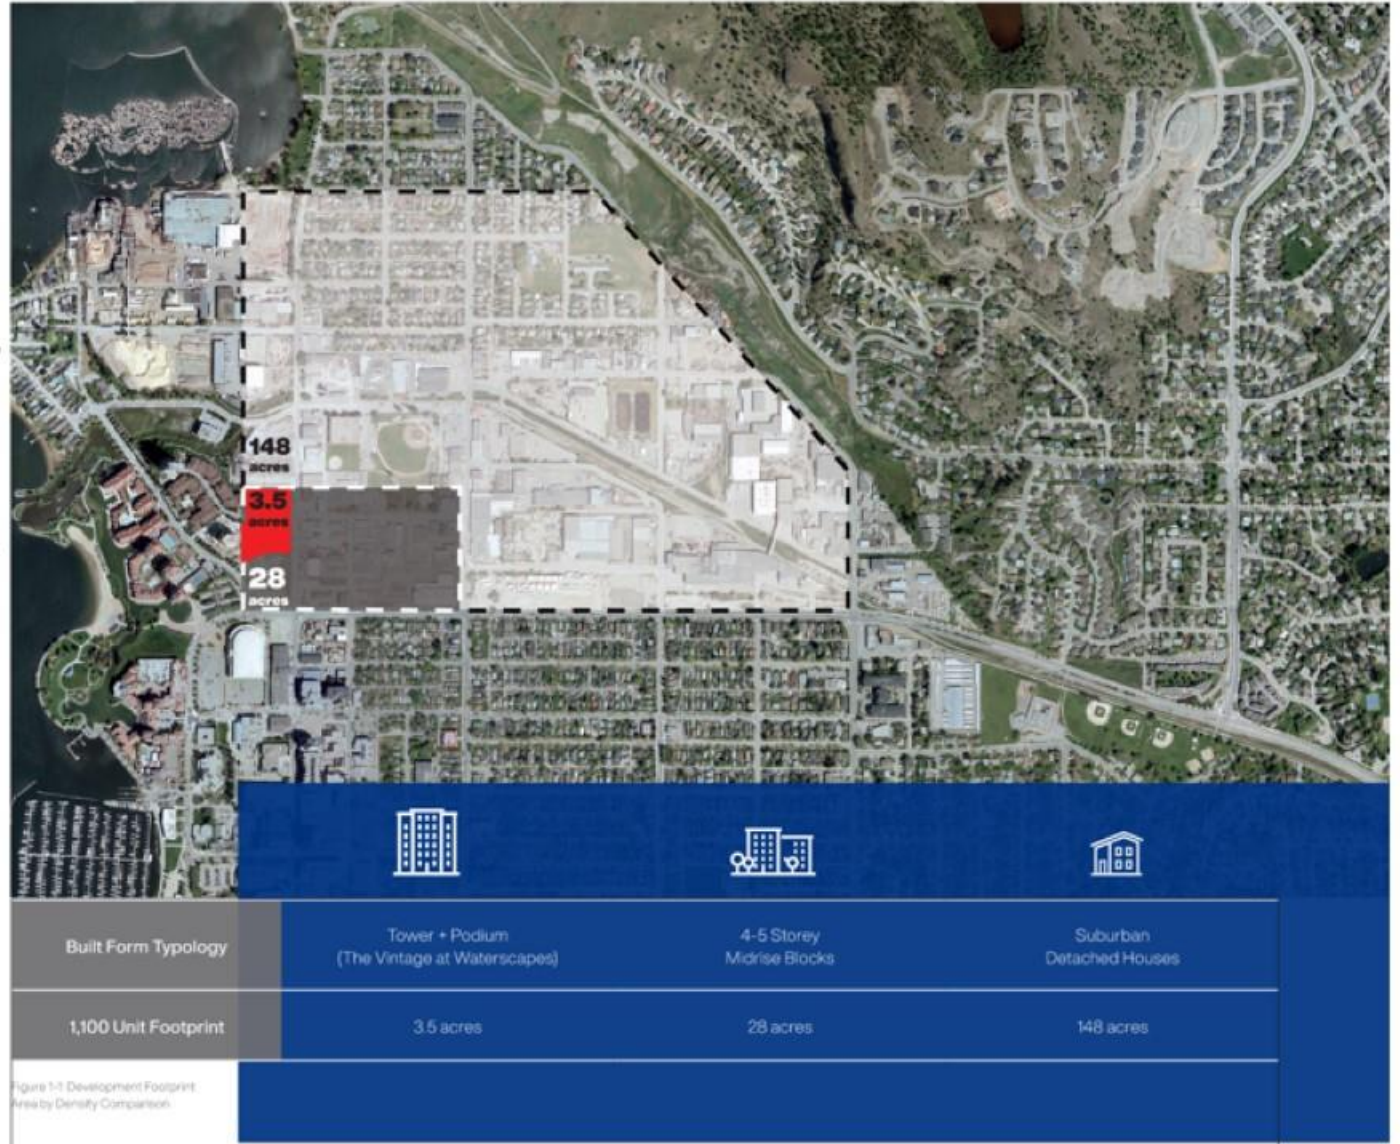 148
acres
3.5
acres
28
acres
Built Form Typology
Tower + Podium
(The Vintage at Waterscapes)
4-5 Storey
Midrise Blocks
Suburban
Detached Houses
1,100 Unit Footprint
3.5 acres
28 acres
148 acres
Figure 1-1: Development Footprint
Area by Density Comparison